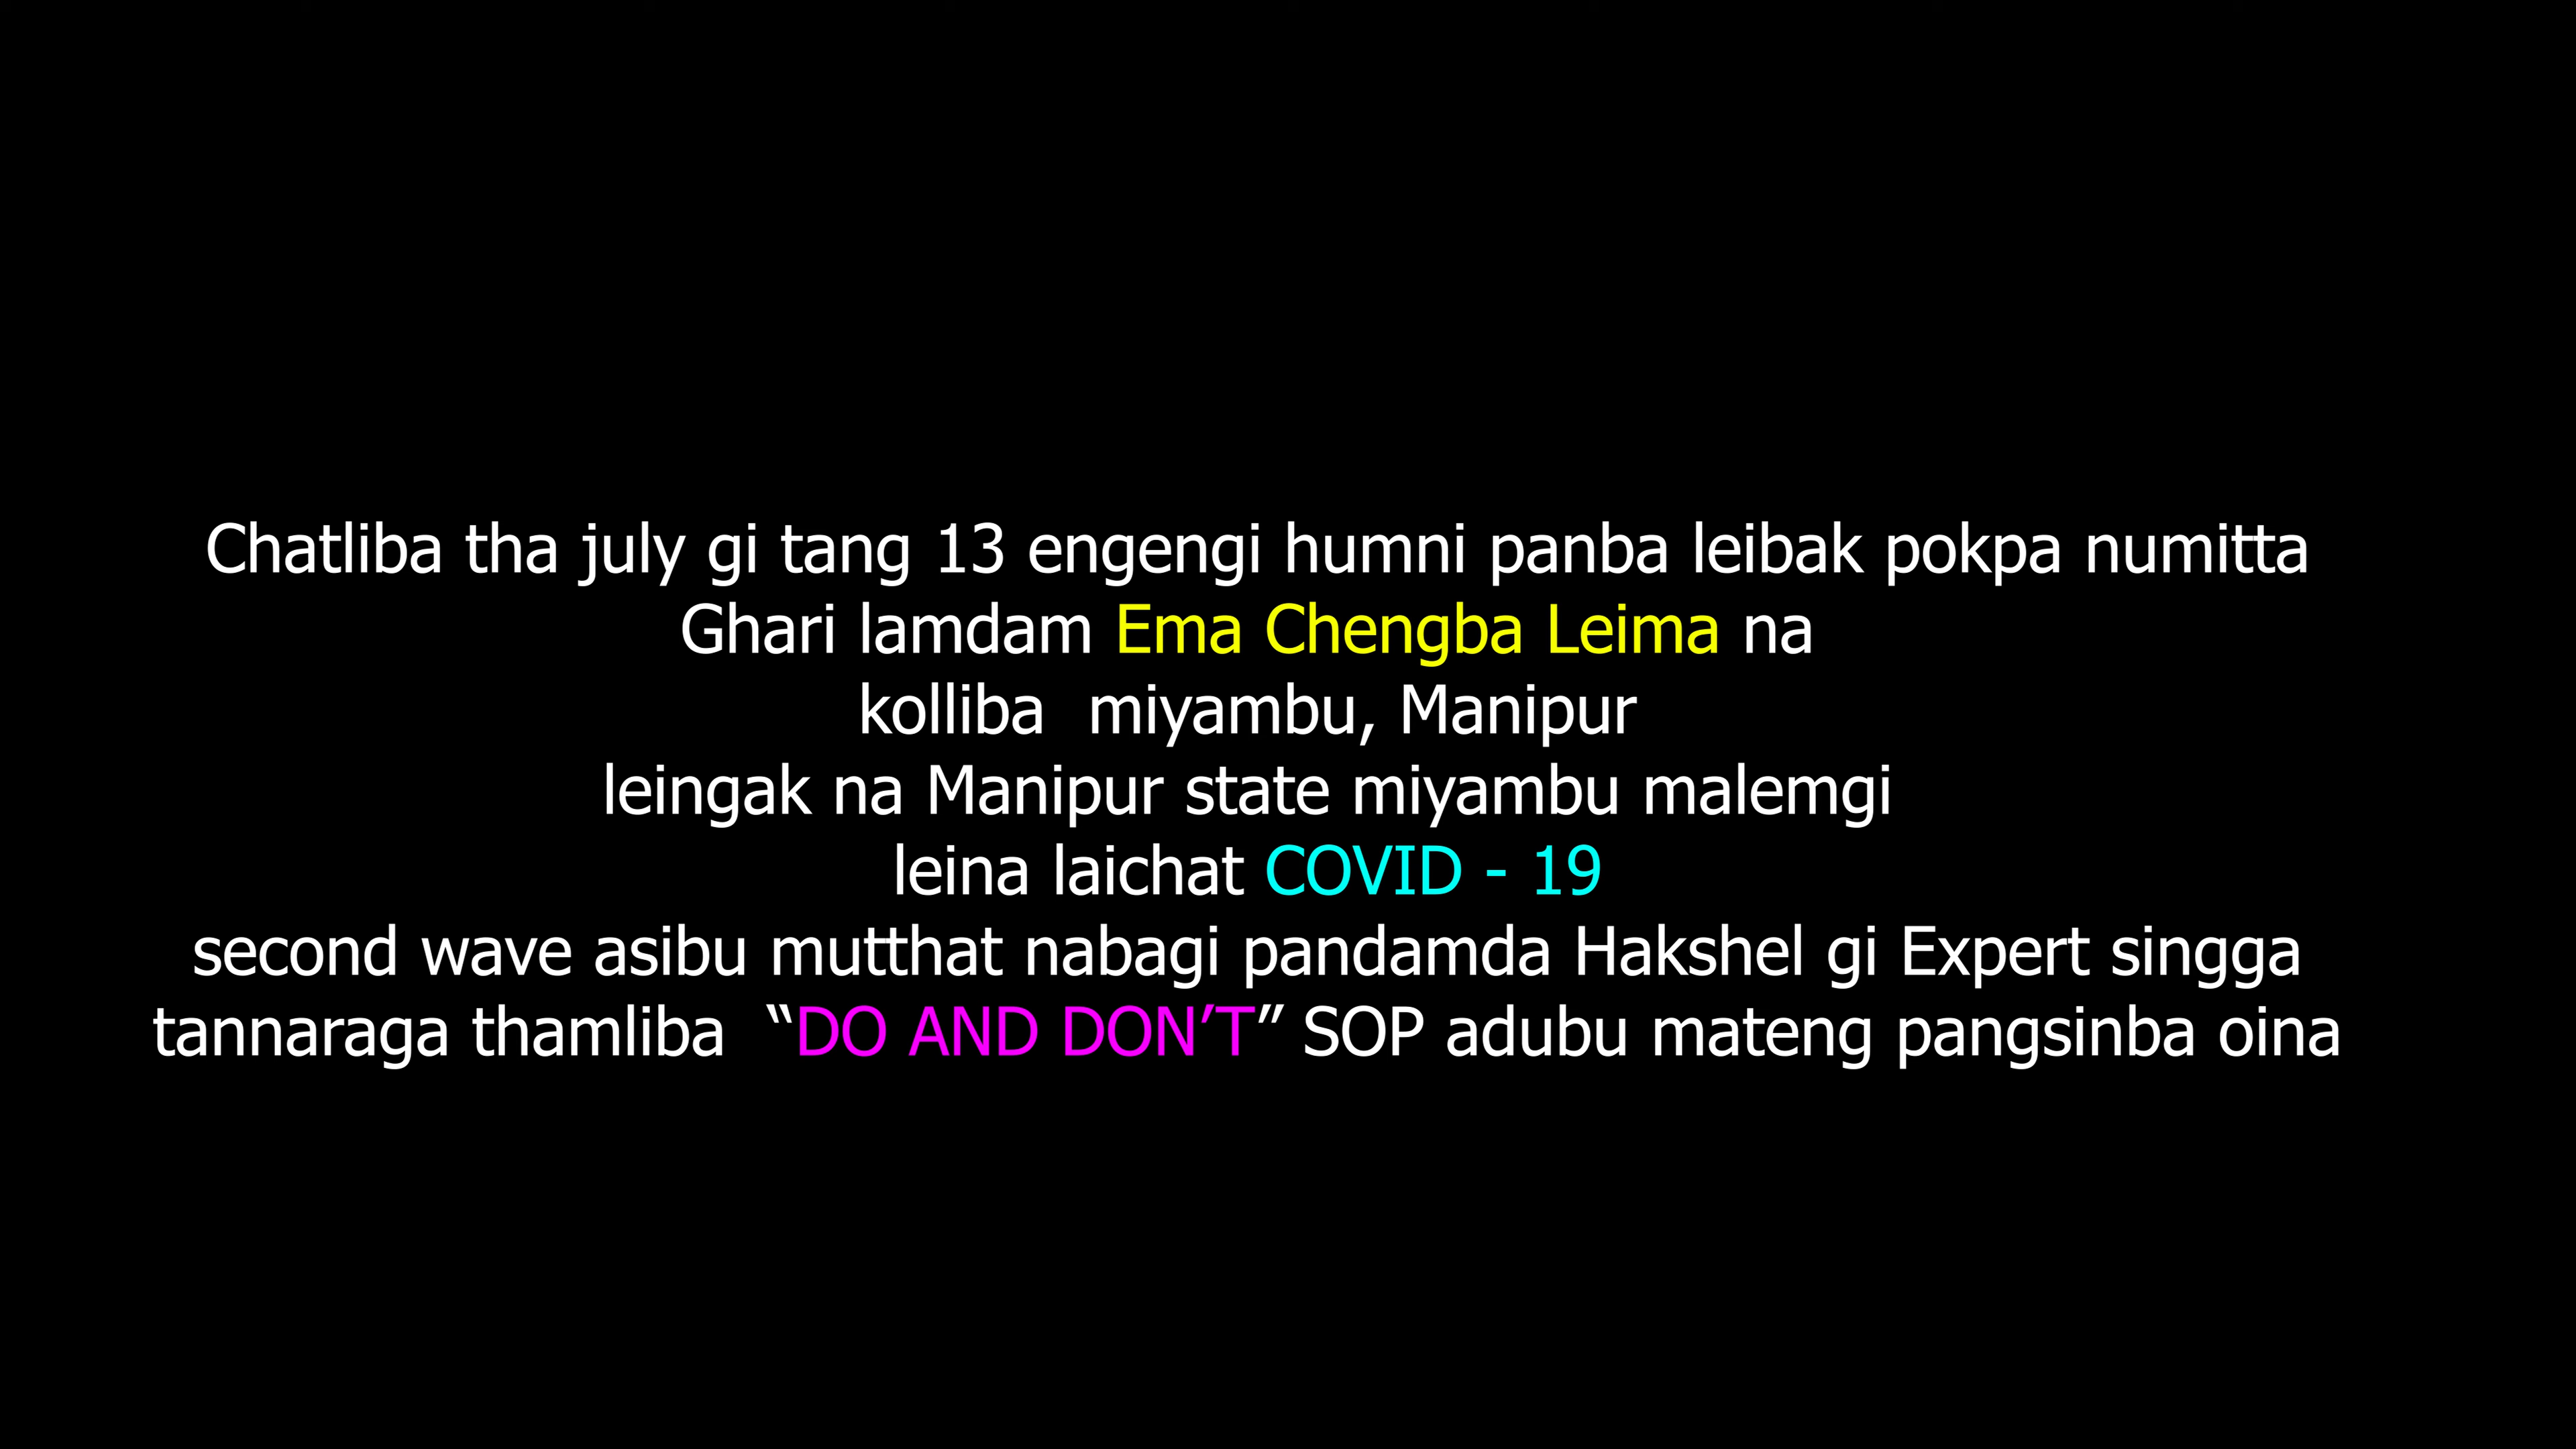 Chatliba tha july gi tang 13 engengi humni panba leibak pokpa numitta
Ghari lamdam Ema Chengba Leima na
kolliba  miyambu, Manipur
leingak na Manipur state miyambu malemgi
leina laichat COVID - 19
second wave asibu mutthat nabagi pandamda Hakshel gi Expert singga
tannaraga thamliba  “DO AND DON’T” SOP adubu mateng pangsinba oina